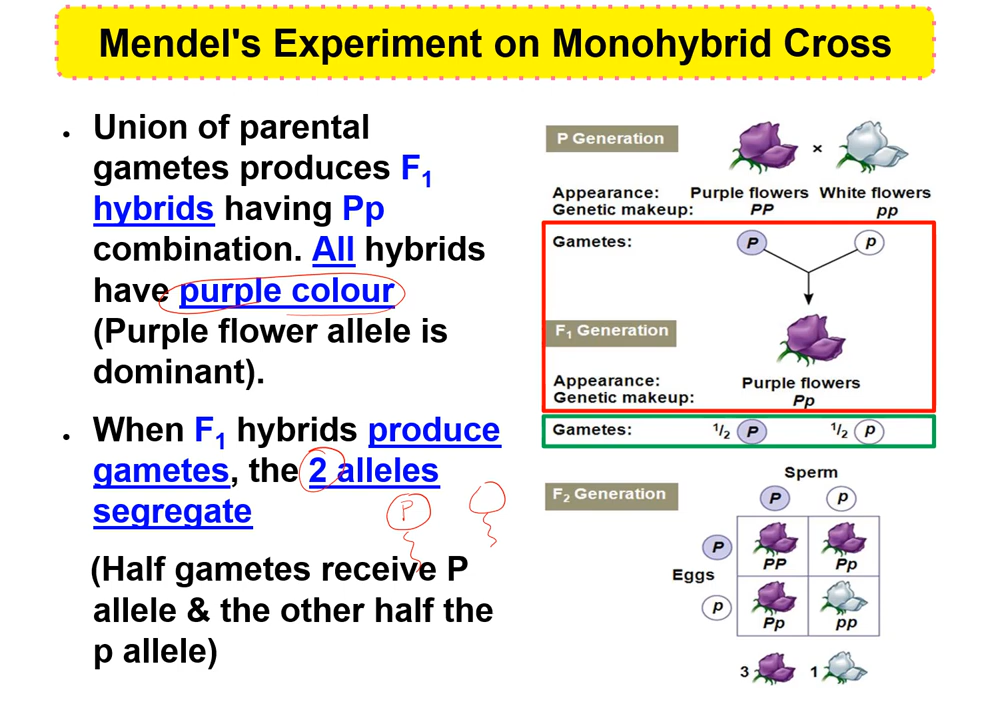 Mendel's Experiment on Monohybrid Cross
• Union of parental
gametes produces F₁
hybrids having Pp
combination. All hybrids
have purple colour
(Purple flower allele is
dominant).
• When F₁ hybrids produce
gametes, the 2 alleles
segregate
P
(Half gametes receive P
allele & the other half the
p allele)
P Generation
×
Appearance: Purple flowers White flowers
Genetic makeup: PP pp
Gametes: P p
F₁ Generation
Appearance: Purple flowers
Genetic makeup: Pp
Gametes: 1/2 P 1/2 p
Sperm
F₂ Generation
P p
P
PP Pp
Eggs
p
Pp pp
3 1